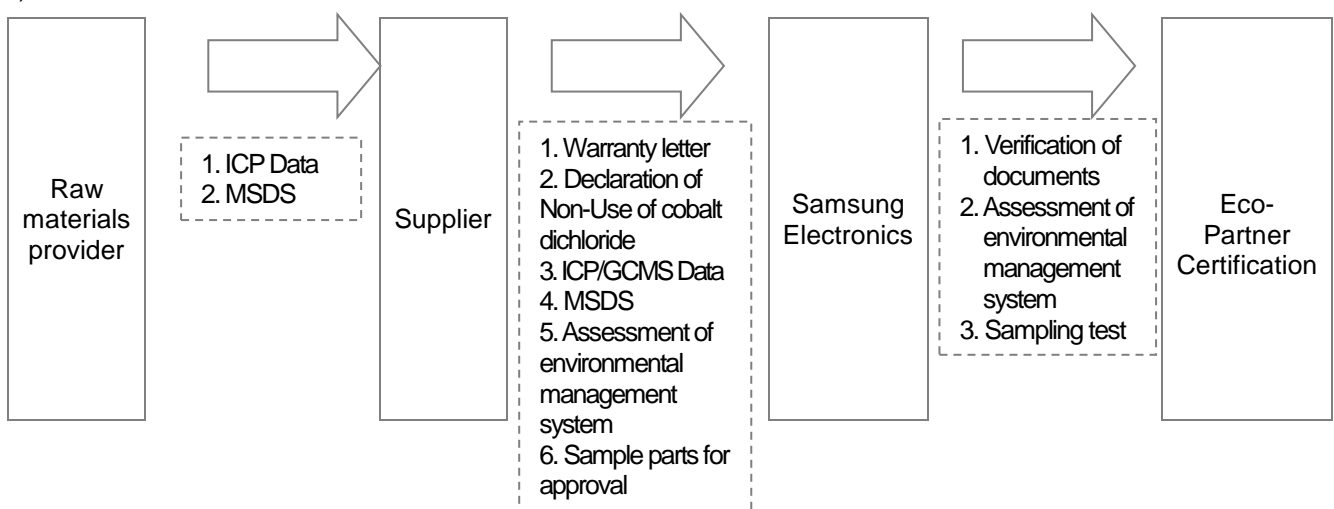 Raw
materials
provider
1. ICP Data
2. MSDS
Supplier
1. Warranty letter
2. Declaration of
Non-Use of cobalt
dichloride
3. ICP/GCMS Data
4. MSDS
5. Assessment of
environmental
management
system
6. Sample parts for
approval
Samsung
Electronics
1. Verification of
documents
2. Assessment of
environmental
management
system
3. Sampling test
Eco-
Partner
Certification